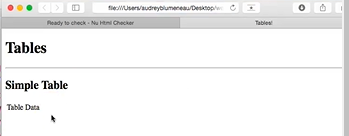 file:///Users/audreyblumeneau/Desktop/w
Ready to check - Nu Html Checker
Tables!
Tables
Simple Table
Table Data